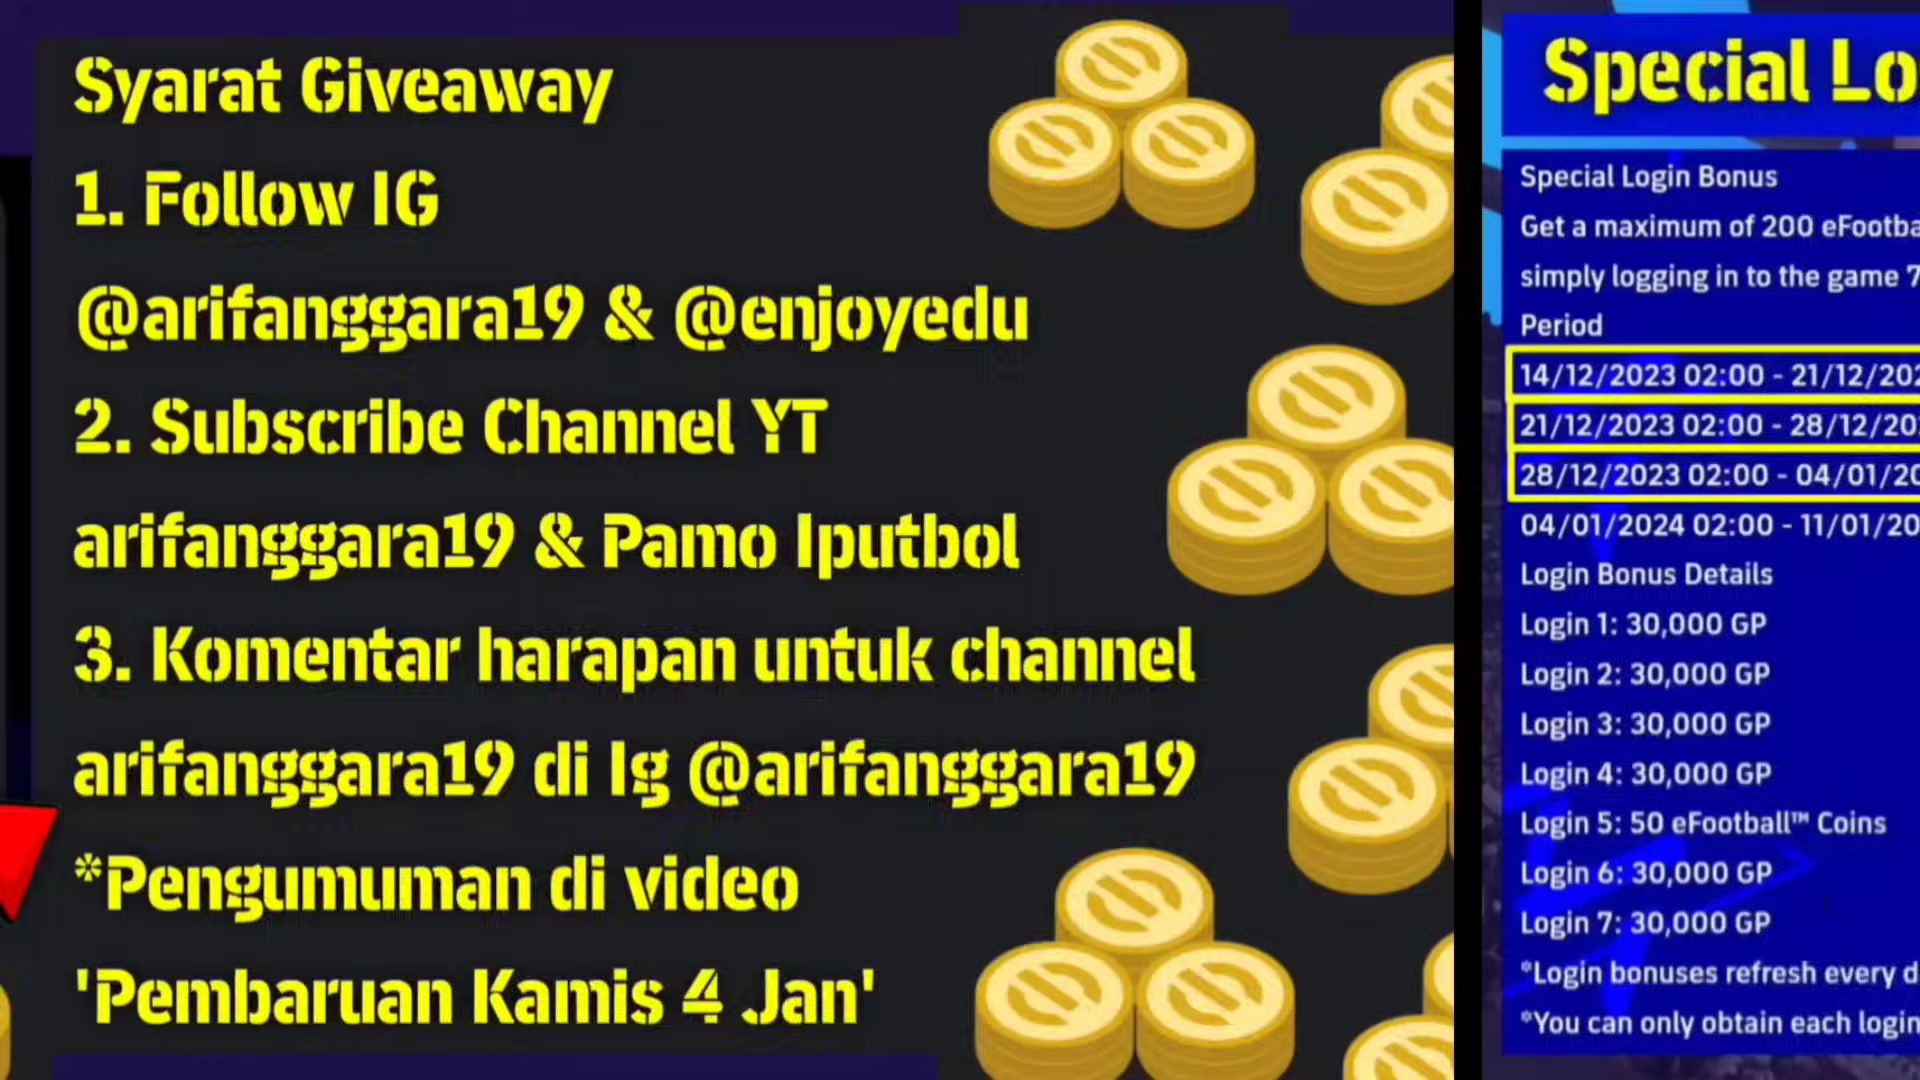 Syarat Giveaway
1. Follow IG
@arifanggara19 & @enjoyedu
2. Subscribe Channel YT
arifanggara19 & Pamo Iputbol
3. Komentar harapan untuk channel
arifanggara19 di Ig @arifanggara19
*Pengumuman di video
'Pembaruan Kamis 4 Jan'
Special
Special Login Bonus
Get a maximum of 200
simply logging in to the game 7
Period
14/12/2023 02:00 - 21/12/202
21/12/2023 02:00 - 28/12/20
28/12/2023 02:00 - 04/01/20
04/01/2024 02:00 - 11/01/20
Login Bonus Details
Login 1: 30,000 GP
Login 2: 30,000 GP
Login 3: 30,000 GP
Login 4: 30,000 GP
Login 5: 50 eFootball™ Coins
Login 6: 30,000 GP
Login 7: 30,000 GP
*Login bonuses refresh every
*You can only obtain each login